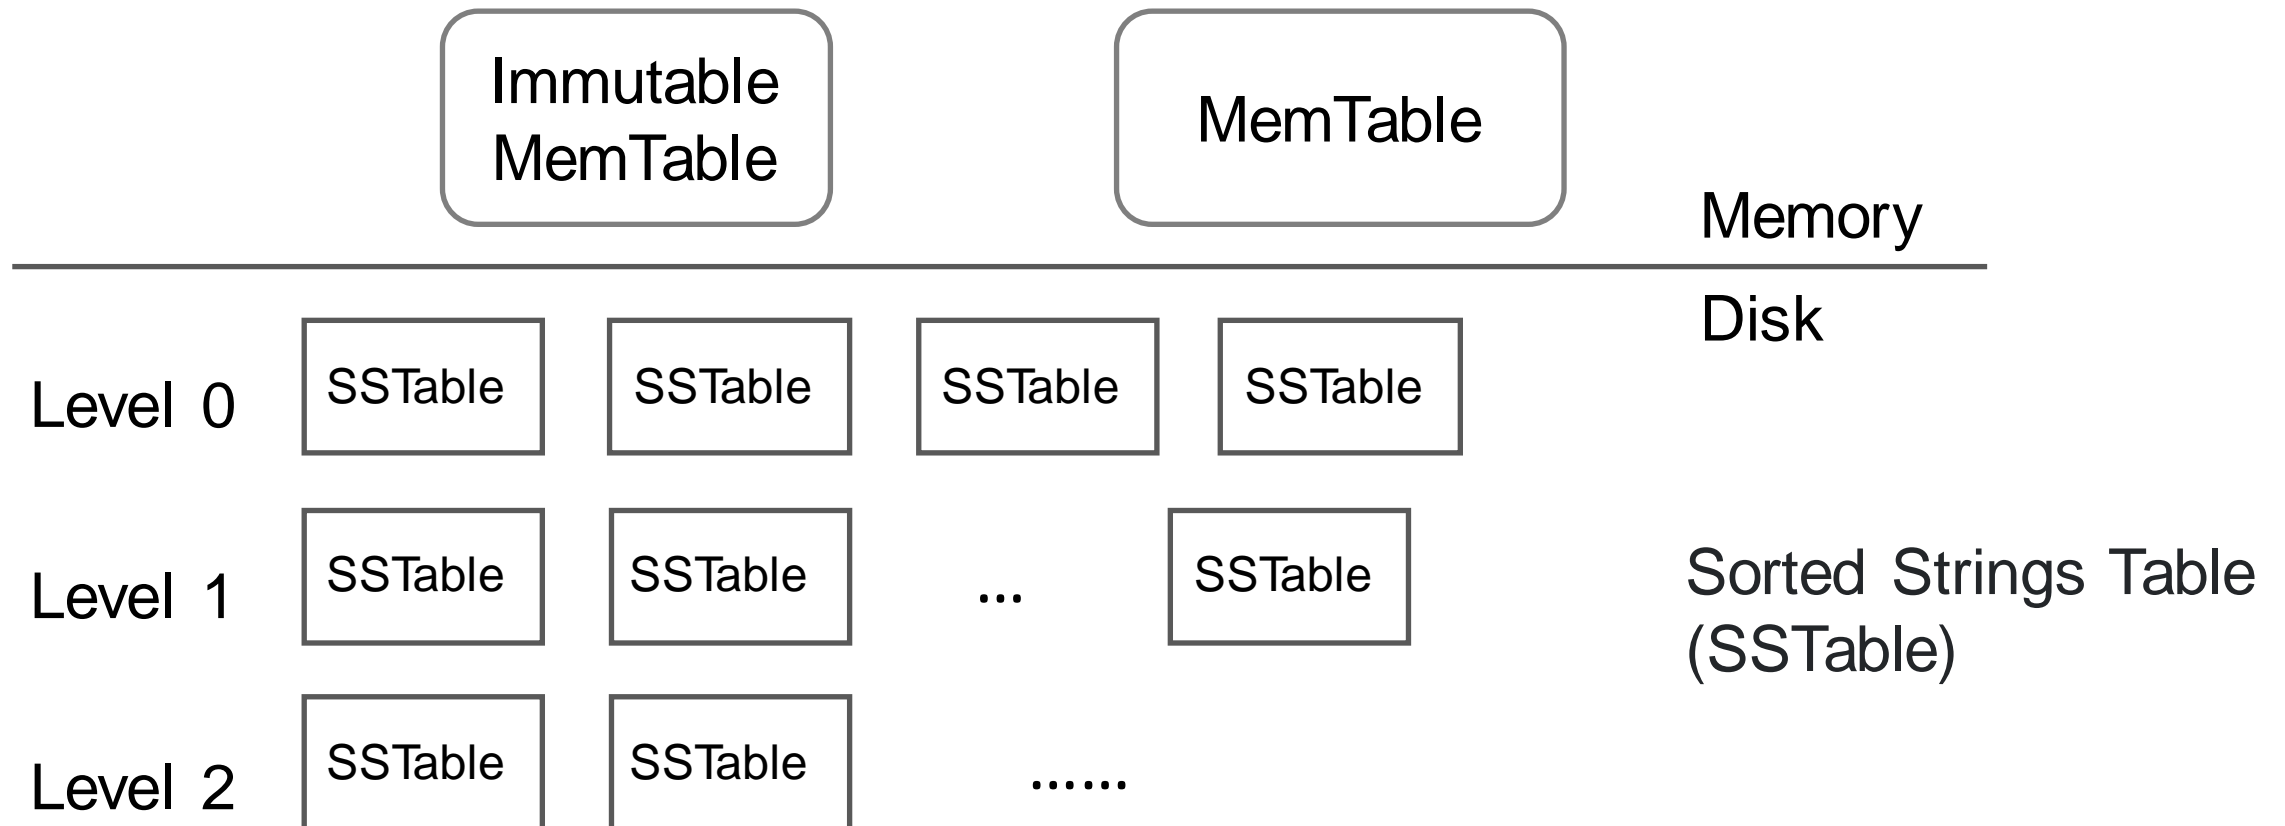 Immutable
MemTable
MemTable
Memory
Disk
Level 0 SSTable SSTable SSTable SSTable
Level 1 SSTable SSTable ... SSTable
Sorted Strings Table
(SSTable)
Level 2 SSTable SSTable ......